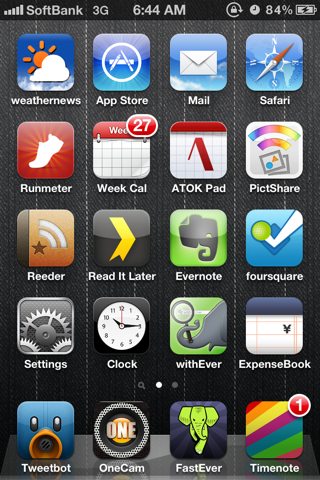 SoftBank 3G 6:44 AM 84%
weathernews App Store Mail Safari
Week 27
Runmeter Week Cal ATOK Pad PictShare
Reeder Read It Later Evernote foursquare
¥
Settings Clock withEver ExpenseBook
ONE 1
Tweetbot OneCam FastEver Timenote